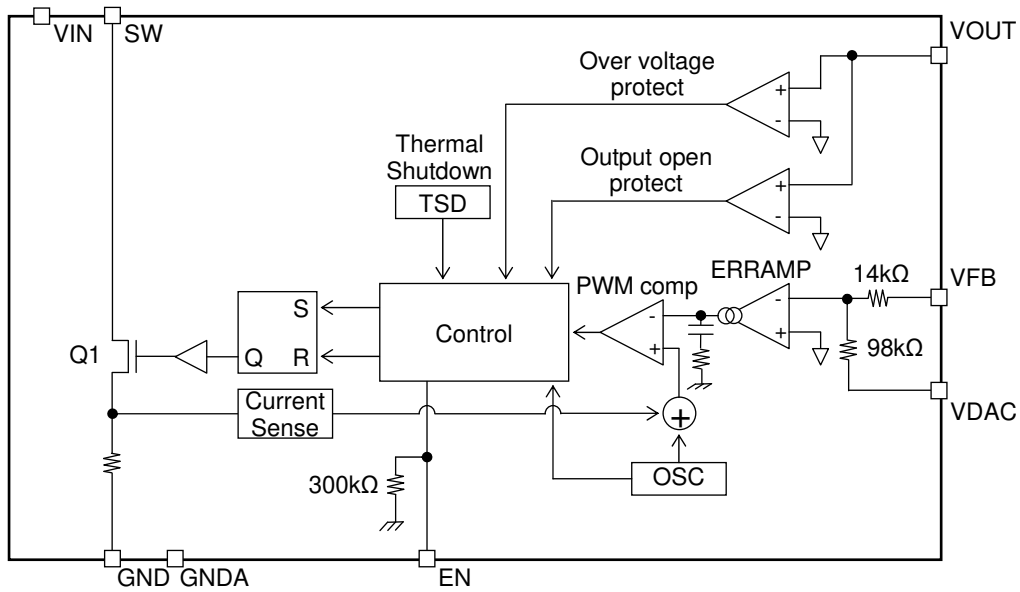 VIN
SW
VOUT
Over voltage
protect
Thermal
Shutdown
TSD
Output open
protect
+
-
+
-
PWM comp
ERRAMP
14kΩ
VFB
S
Control
-
+
-
+
Q1
Q
R
98kΩ
Current
Sense
+
VDAC
300kΩ
OSC
GND
GNDA
EN